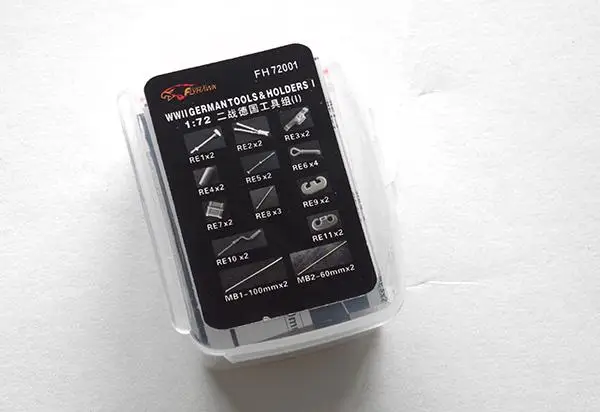 FLYHAWK
FH72001
WWII GERMAN TOOLS & HOLDERS I
1:72 二战德国工具组(I)
RE1x2
RE2x2
RE3x2
RE4x2
RE5x2
RE6x4
RE7x2
RE8x3
RE9x2
RE10x2
RE11x2
MB1-100mmx2
MB2-60mmx2